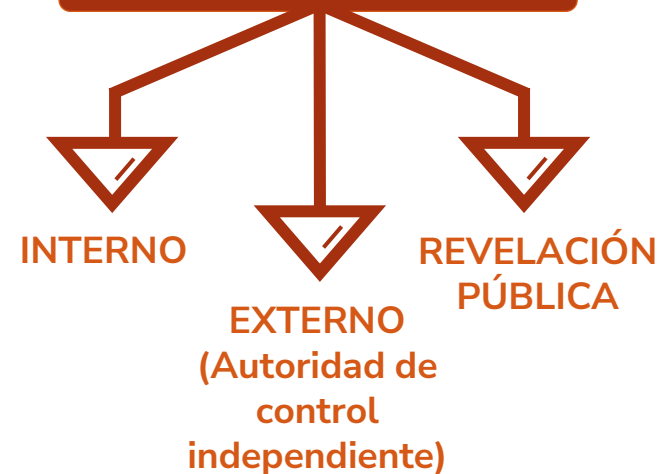 INTERNO
EXTERNO
(Autoridad de
control
independiente)
REVELACIÓN
PÚBLICA